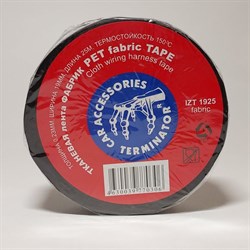 ТКАНЕВАЯ лента ФАБРИК PET fabric TAPE
ТОЛЩИНА 0,23ММ, ШИРИНА 19ММ, ДЛИНА 25М, ТЕРМОСТОЙКОСТЬ 150°C
Cloth wiring harness tape
IZT 1925
fabric
CAR ACCESSORIES
TERMINATOR